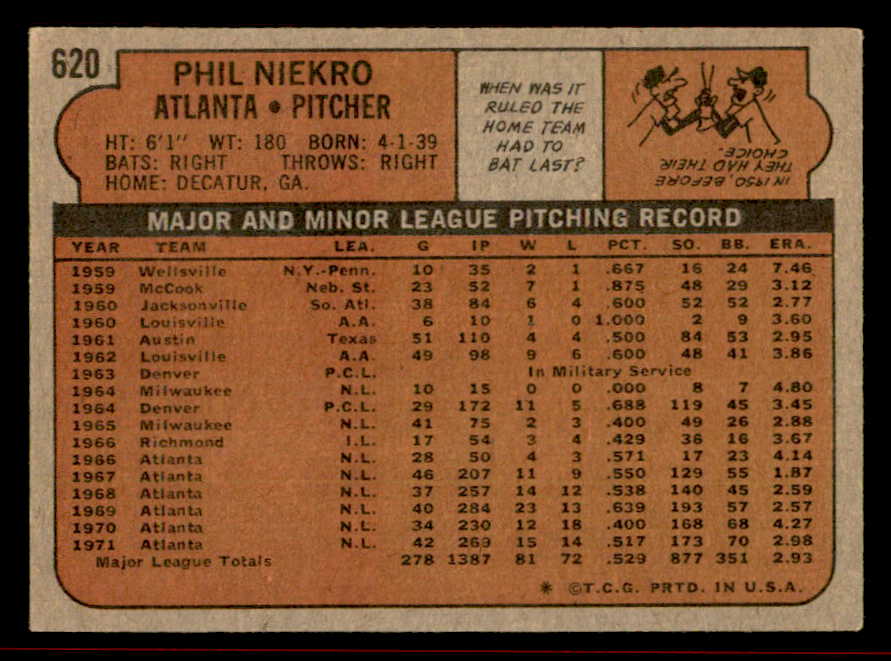 620
PHIL NIEKRO
ATLANTA • PITCHER
HT: 6'1" WT: 180 BORN: 4-1-39
BATS: RIGHT THROWS: RIGHT
HOME: DECATUR, GA.
WHEN WAS IT
RULED THE
HOME TEAM
HAD TO
BAT LAST?
IN 1950, BEFORE
THEY HAD THEIR
CHOICE.
MAJOR AND MINOR LEAGUE PITCHING RECORD
YEAR TEAM LEA. G IP W L PCT. SO. BB. ERA.
1959 Wellsville N.Y.-Penn. 10 35 2 1 .667 16 24 7.46
1959 McCook Neb. St. 23 52 7 1 .875 48 29 3.12
1960 Jacksonville So. Atl. 38 84 6 4 .600 52 52 2.77
1960 Louisville A.A. 6 10 1 0 1.000 2 9 3.60
1961 Austin Texas 51 110 4 4 .500 84 53 2.95
1962 Louisville A.A. 49 98 9 6 .600 48 41 3.86
1963 Denver P.C.L. In Military Service
1964 Milwaukee N.L. 10 15 0 0 .000 8 7 4.80
1964 Denver P.C.L. 29 172 11 5 .688 119 45 3.45
1965 Milwaukee N.L. 41 75 2 3 .400 49 26 2.88
1966 Richmond I.L. 17 54 3 4 .429 36 16 3.67
1966 Atlanta N.L. 28 50 4 3 .571 17 23 4.14
1967 Atlanta N.L. 46 207 11 9 .550 129 55 1.87
1968 Atlanta N.L. 37 257 14 12 .538 140 45 2.59
1969 Atlanta N.L. 40 284 23 13 .639 193 57 2.57
1970 Atlanta N.L. 34 230 12 18 .400 168 68 4.27
1971 Atlanta N.L. 42 269 15 14 .517 173 70 2.98
Major League Totals 278 1387 81 72 .529 877 351 2.93
* ©T.C.G. PRTD. IN U.S.A.